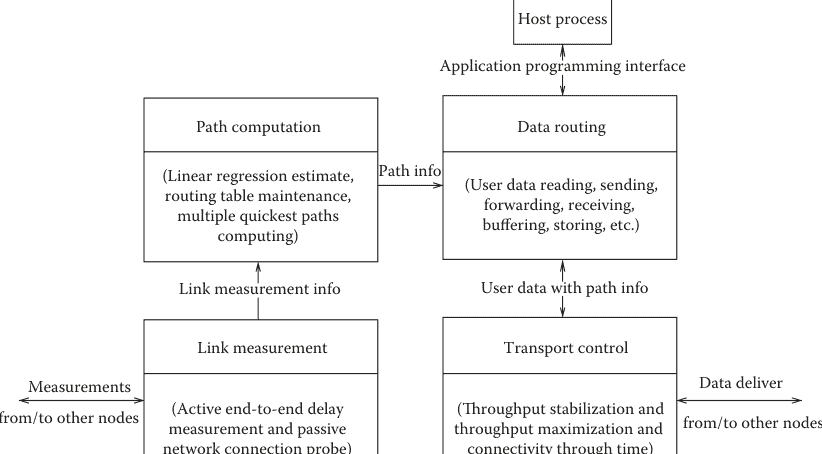 Host process
Application programming interface
Path computation
Data routing
(Linear regression estimate,
routing table maintenance,
multiple quickest paths
computing)
Path info
(User data reading, sending,
forwarding, receiving,
buffering, storing, etc.)
Link measurement info
User data with path info
Link measurement
Transport control
Measurements
from/to other nodes
(Active end-to-end delay
measurement and passive
network connection probe)
(Throughput stabilization and
throughput maximization and
connectivity through time)
Data deliver
from/to other nodes